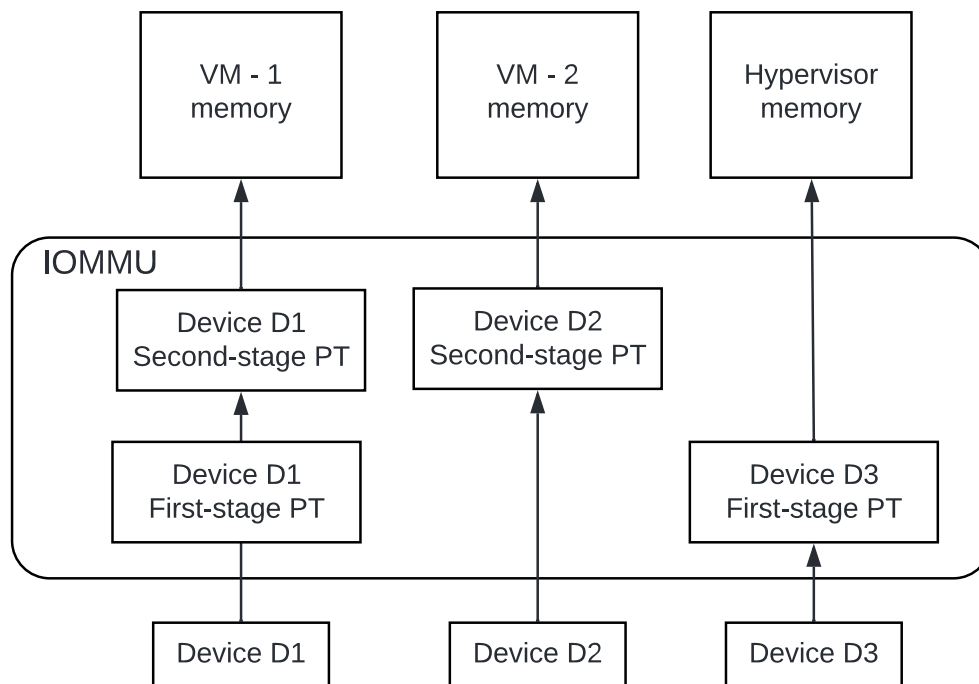 VM - 1
memory
VM - 2
memory
Hypervisor
memory
IOMMU
Device D1
Second-stage PT
Device D2
Second-stage PT
Device D1
First-stage PT
Device D3
First-stage PT
Device D1
Device D2
Device D3